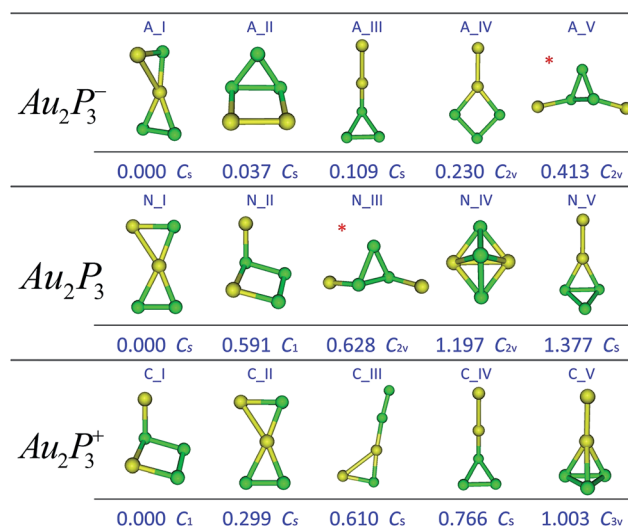 A_I A_II A_III A_IV A_V
*
Au₂P₃⁻
0.000 Cs 0.037 Cs 0.109 Cs 0.230 C2v 0.413 C2v
N_I N_II N_III N_IV N_V
*
Au₂P₃
0.000 Cs 0.591 C1 0.628 C2v 1.197 C2v 1.377 Cs
C_I C_II C_III C_IV C_V
Au₂P₃⁺
0.000 C1 0.299 Cs 0.610 Cs 0.766 Cs 1.003 C3v